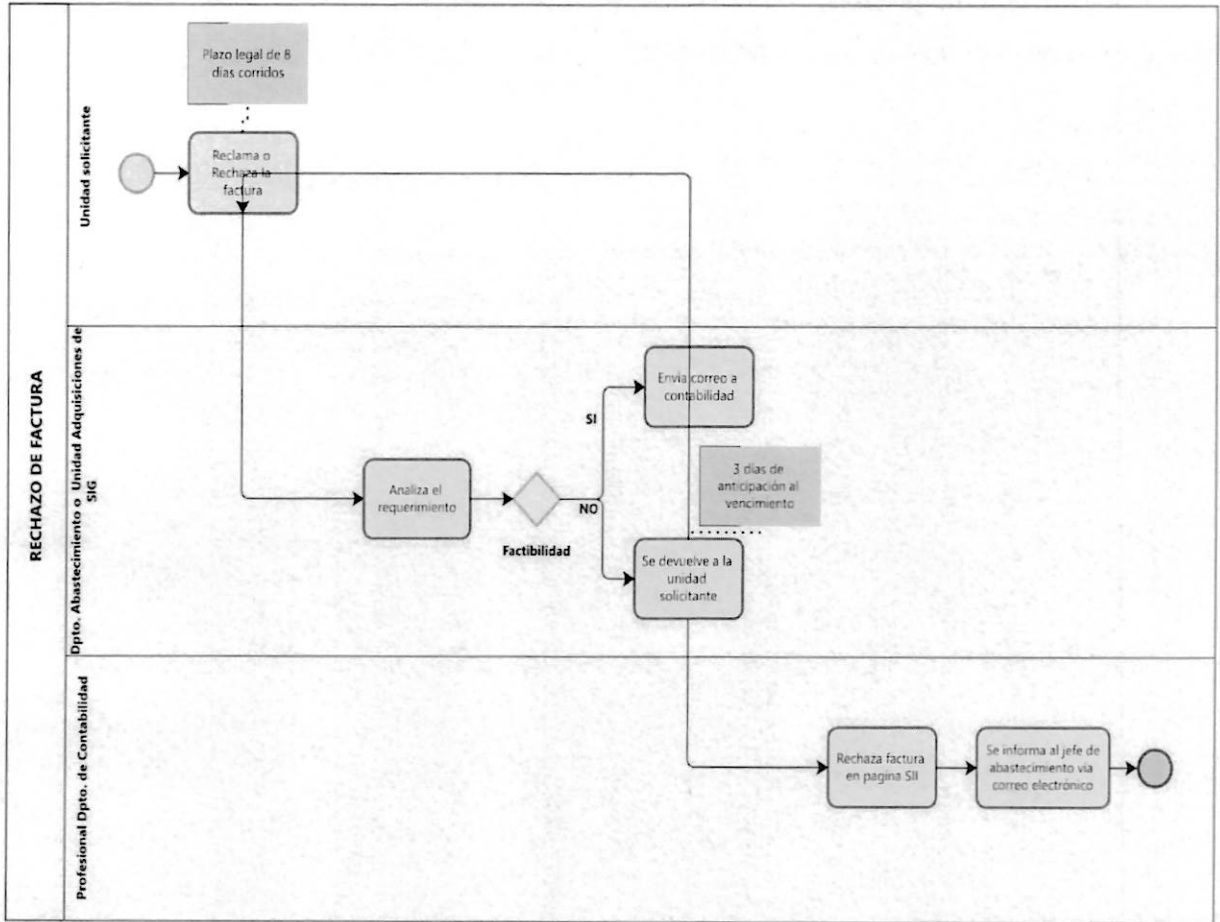 RECHAZO DE FACTURA
Unidad solicitante
Plazo legal de 8
días corridos
Reclama o
Rechaza la
factura
Dpto. Abastecimiento o Unidad Adquisiciones de
SIG
Analiza el
requerimiento
Factibilidad
SI
NO
Envía correo a
contabilidad
3 días de
anticipación al
vencimiento
Se devuelve a la
unidad
solicitante
Profesional Dpto. de Contabilidad
Rechaza factura
en pagina SII
Se informa al jefe de
abastecimiento vía
correo electrónico